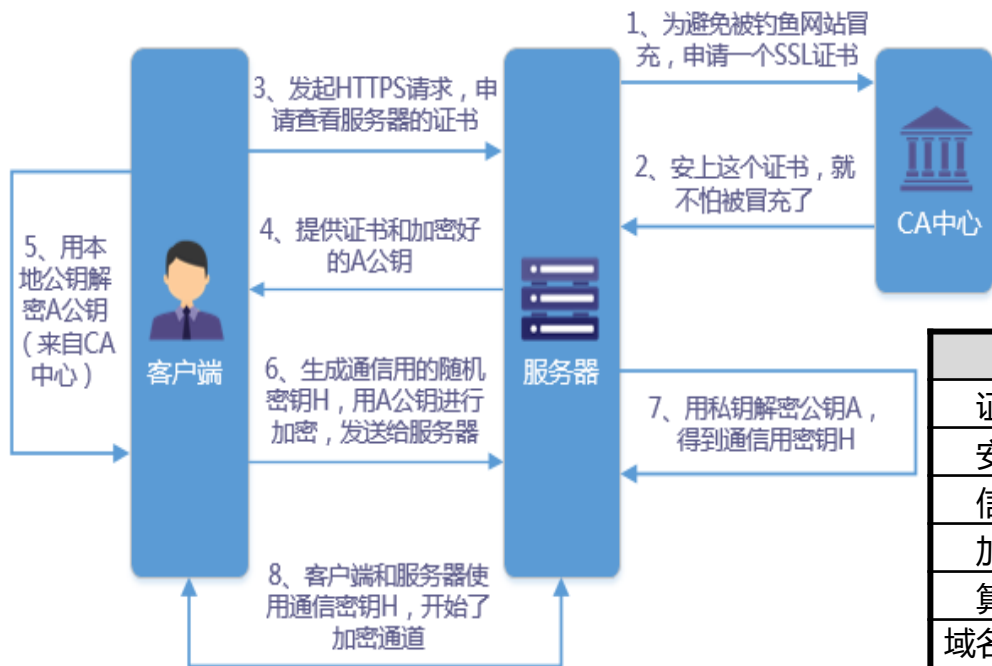 1、为避免被钓鱼网站冒
充，申请一个SSL证书
3、发起HTTPS请求，申
请查看服务器的证书
2、安上这个证书，就
不怕被冒充了
CA中心
4、提供证书和加密好
的A公钥
5、用本
地公钥解
密A公钥
（来自CA
中心）
客户端
服务器
6、生成通信用的随机
密钥H，用A公钥进行
加密，发送给服务器
7、用私钥解密公钥A，
得到通信用密钥H
8、客户端和服务器使
用通信密钥H，开始了
加密通道
安
加
算
域名